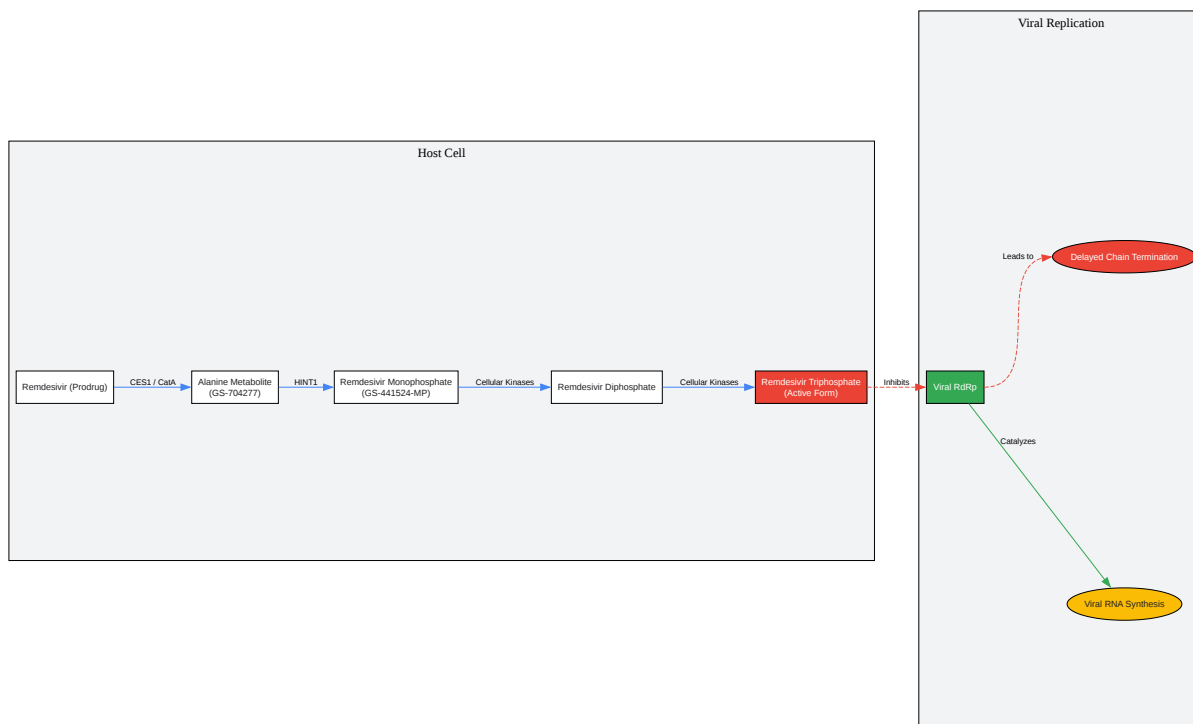 Viral Replication
Host Cell
Leads to
Delayed Chain Termination
Remdesivir (Prodrug)
CES1 / CatA
Alanine Metabolite
(GS-704277)
HINT1
Remdesivir Monophosphate
(GS-441524-MP)
Cellular Kinases
Remdesivir Diphosphate
Cellular Kinases
Remdesivir Triphosphate
(Active Form)
Inhibits
Viral RdRp
Catalyzes
Viral RNA Synthesis